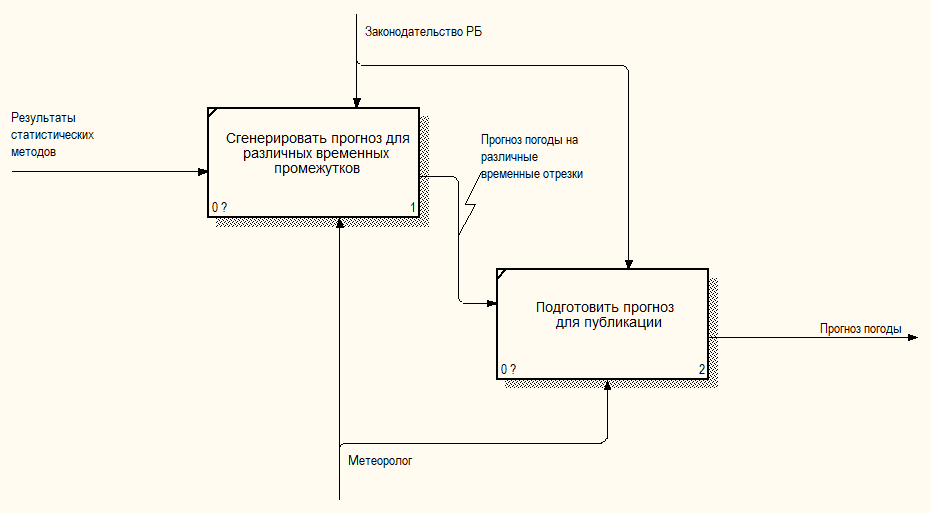 Законодательство РБ
Результаты
статистических
методов
Сгенерировать прогноз для
различных временных
промежутков
0 ?
1
Прогноз погоды на
различные
временные отрезки
Подготовить прогноз
для публикации
0 ?
2
Прогноз погоды
Метеоролог